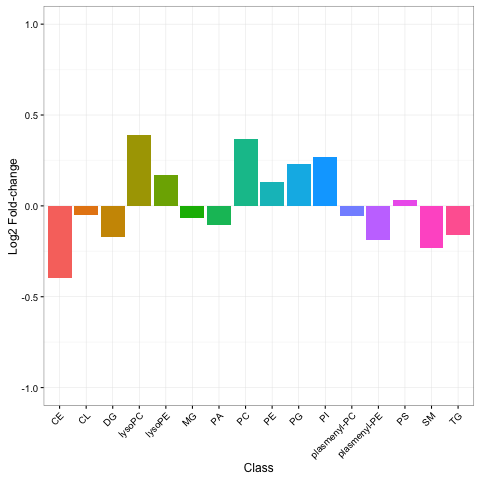 Log2 Fold-change
1.0
0.5
0.0
-0.5
-1.0
CE
CL
DG
lysoPC
lysoPE
MG
PA
PC
PE
PG
PI
plasmenyl-PC
plasmenyl-PE
PS
SM
TG
Class